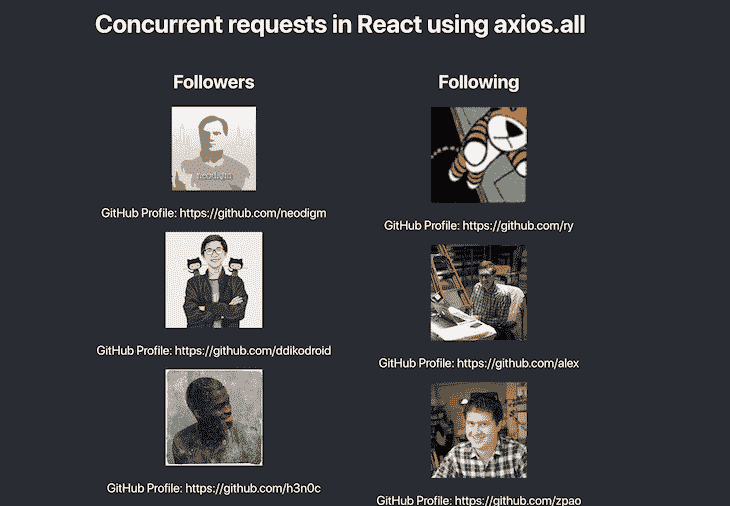 Concurrent requests in React using axios.all
Followers
neodigm
GitHub Profile: https://github.com/neodigm
GitHub Profile: https://github.com/ddikodroid
GitHub Profile: https://github.com/h3n0c
Following
GitHub Profile: https://github.com/ry
GitHub Profile: https://github.com/alex
GitHub Profile: https://github.com/zpao